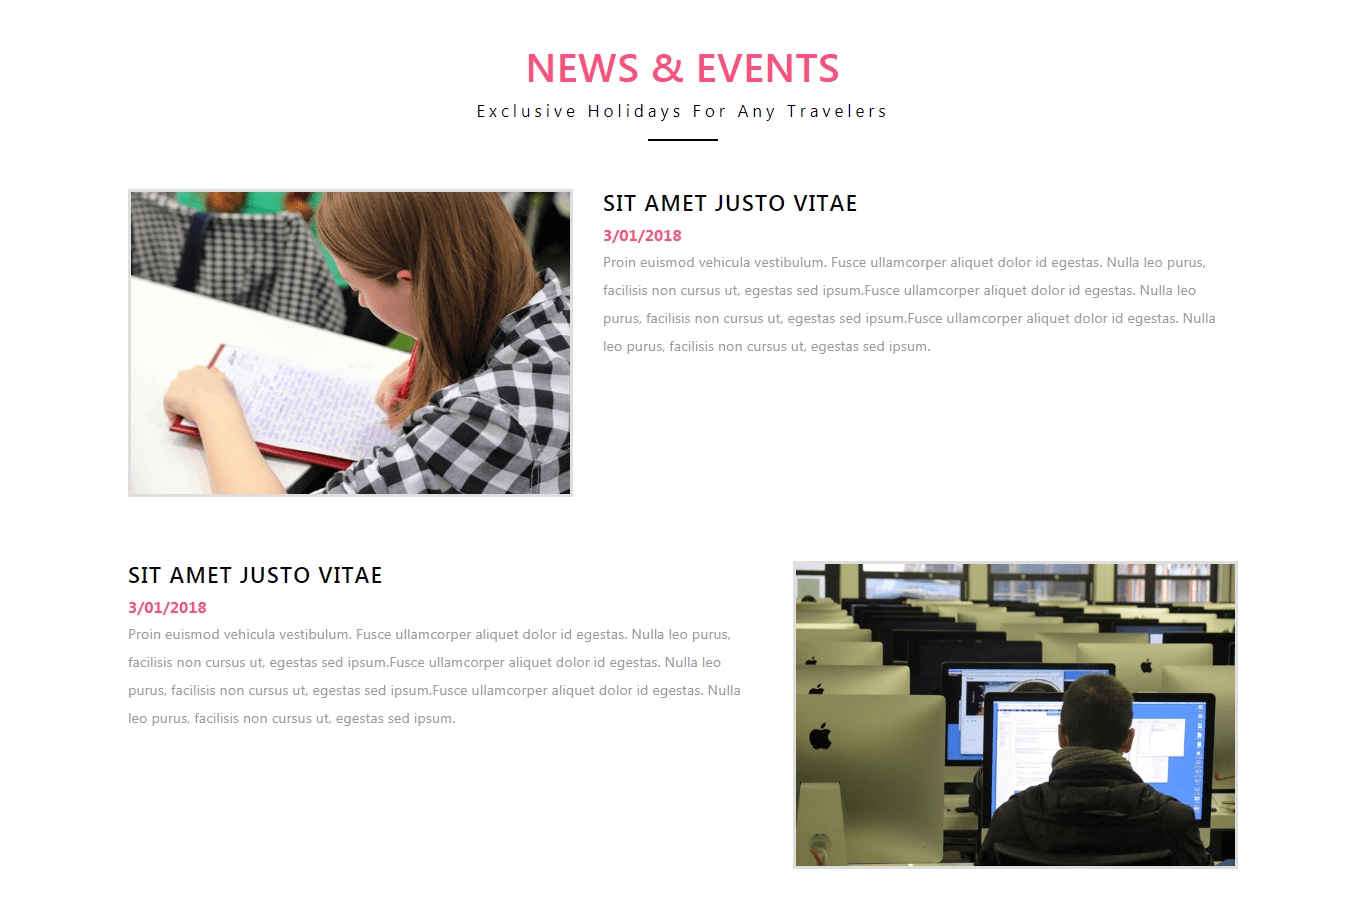 NEWS & EVENTS
Exclusive Holidays For Any Travelers
SIT AMET JUSTO VITAE
3/01/2018
Proin euismod vehicula vestibulum. Fusce ullamcorper aliquet dolor id egestas. Nulla leo purus,
facilisis non cursus ut, egestas sed ipsum.Fusce ullamcorper aliquet dolor id egestas. Nulla leo
purus, facilisis non cursus ut, egestas sed ipsum.Fusce ullamcorper aliquet dolor id egestas. Nulla
leo purus, facilisis non cursus ut, egestas sed ipsum.
SIT AMET JUSTO VITAE
3/01/2018
Proin euismod vehicula vestibulum. Fusce ullamcorper aliquet dolor id egestas. Nulla leo purus,
facilisis non cursus ut, egestas sed ipsum.Fusce ullamcorper aliquet dolor id egestas. Nulla leo
purus, facilisis non cursus ut, egestas sed ipsum.Fusce ullamcorper aliquet dolor id egestas. Nulla
leo purus, facilisis non cursus ut, egestas sed ipsum.